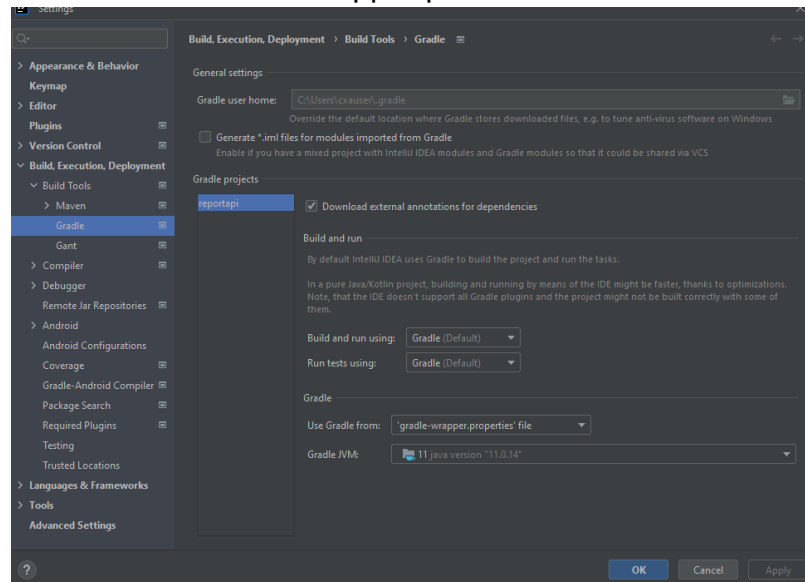 Settings
Build, Execution, Deployment > Build Tools > Gradle
Appearance & Behavior
Keymap
Editor
Plugins
Version Control
Build, Execution, Deployment
Build Tools
Maven
Gradle
Gant
Compiler
Debugger
Remote Jar Repositories
Android
Android Configurations
Coverage
Gradle-Android Compiler
Package Search
Required Plugins
Testing
Trusted Locations
Languages & Frameworks
Tools
Advanced Settings
General settings
Gradle user home: C:\Users\cxauser\.gradle
Override the default location where Gradle stores downloaded files, e.g. to tune anti-virus software on Windows
Generate *.iml files for modules imported from Gradle
Enable if you have a mixed project with IntelliJ IDEA modules and Gradle modules so that it could be shared via VCS
Gradle projects
reportapi
Download external annotations for dependencies
Build and run
By default IntelliJ IDEA uses Gradle to build the project and run the tasks.
In a pure Java/Kotlin project, building and running by means of the IDE might be faster, thanks to optimizations.
Note, that the IDE doesn't support all Gradle plugins and the project might not be built correctly with some of
them.
Build and run using: Gradle (Default)
Run tests using: Gradle (Default)
Gradle
Use Gradle from: 'gradle-wrapper.properties' file
Gradle JVM: 11 java version "11.0.14"
?
OK Cancel Apply